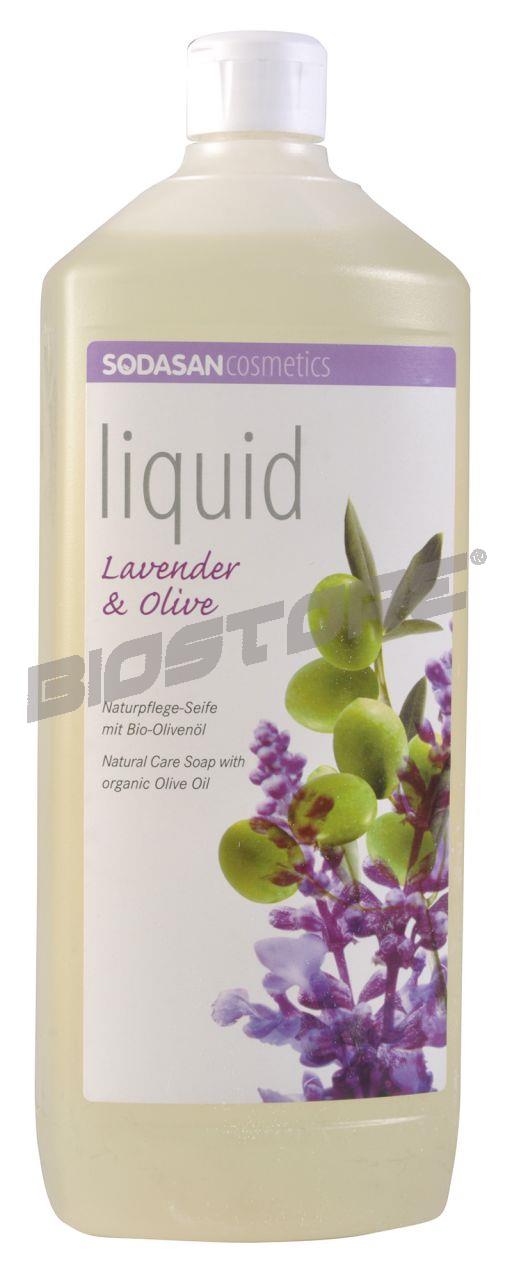 SODASANcosmetics
liquid
Lavender
& Olive
BIOSTORE®
Naturpflege-Seife
mit Bio-Olivenöl
Natural Care Soap with
organic Olive Oil